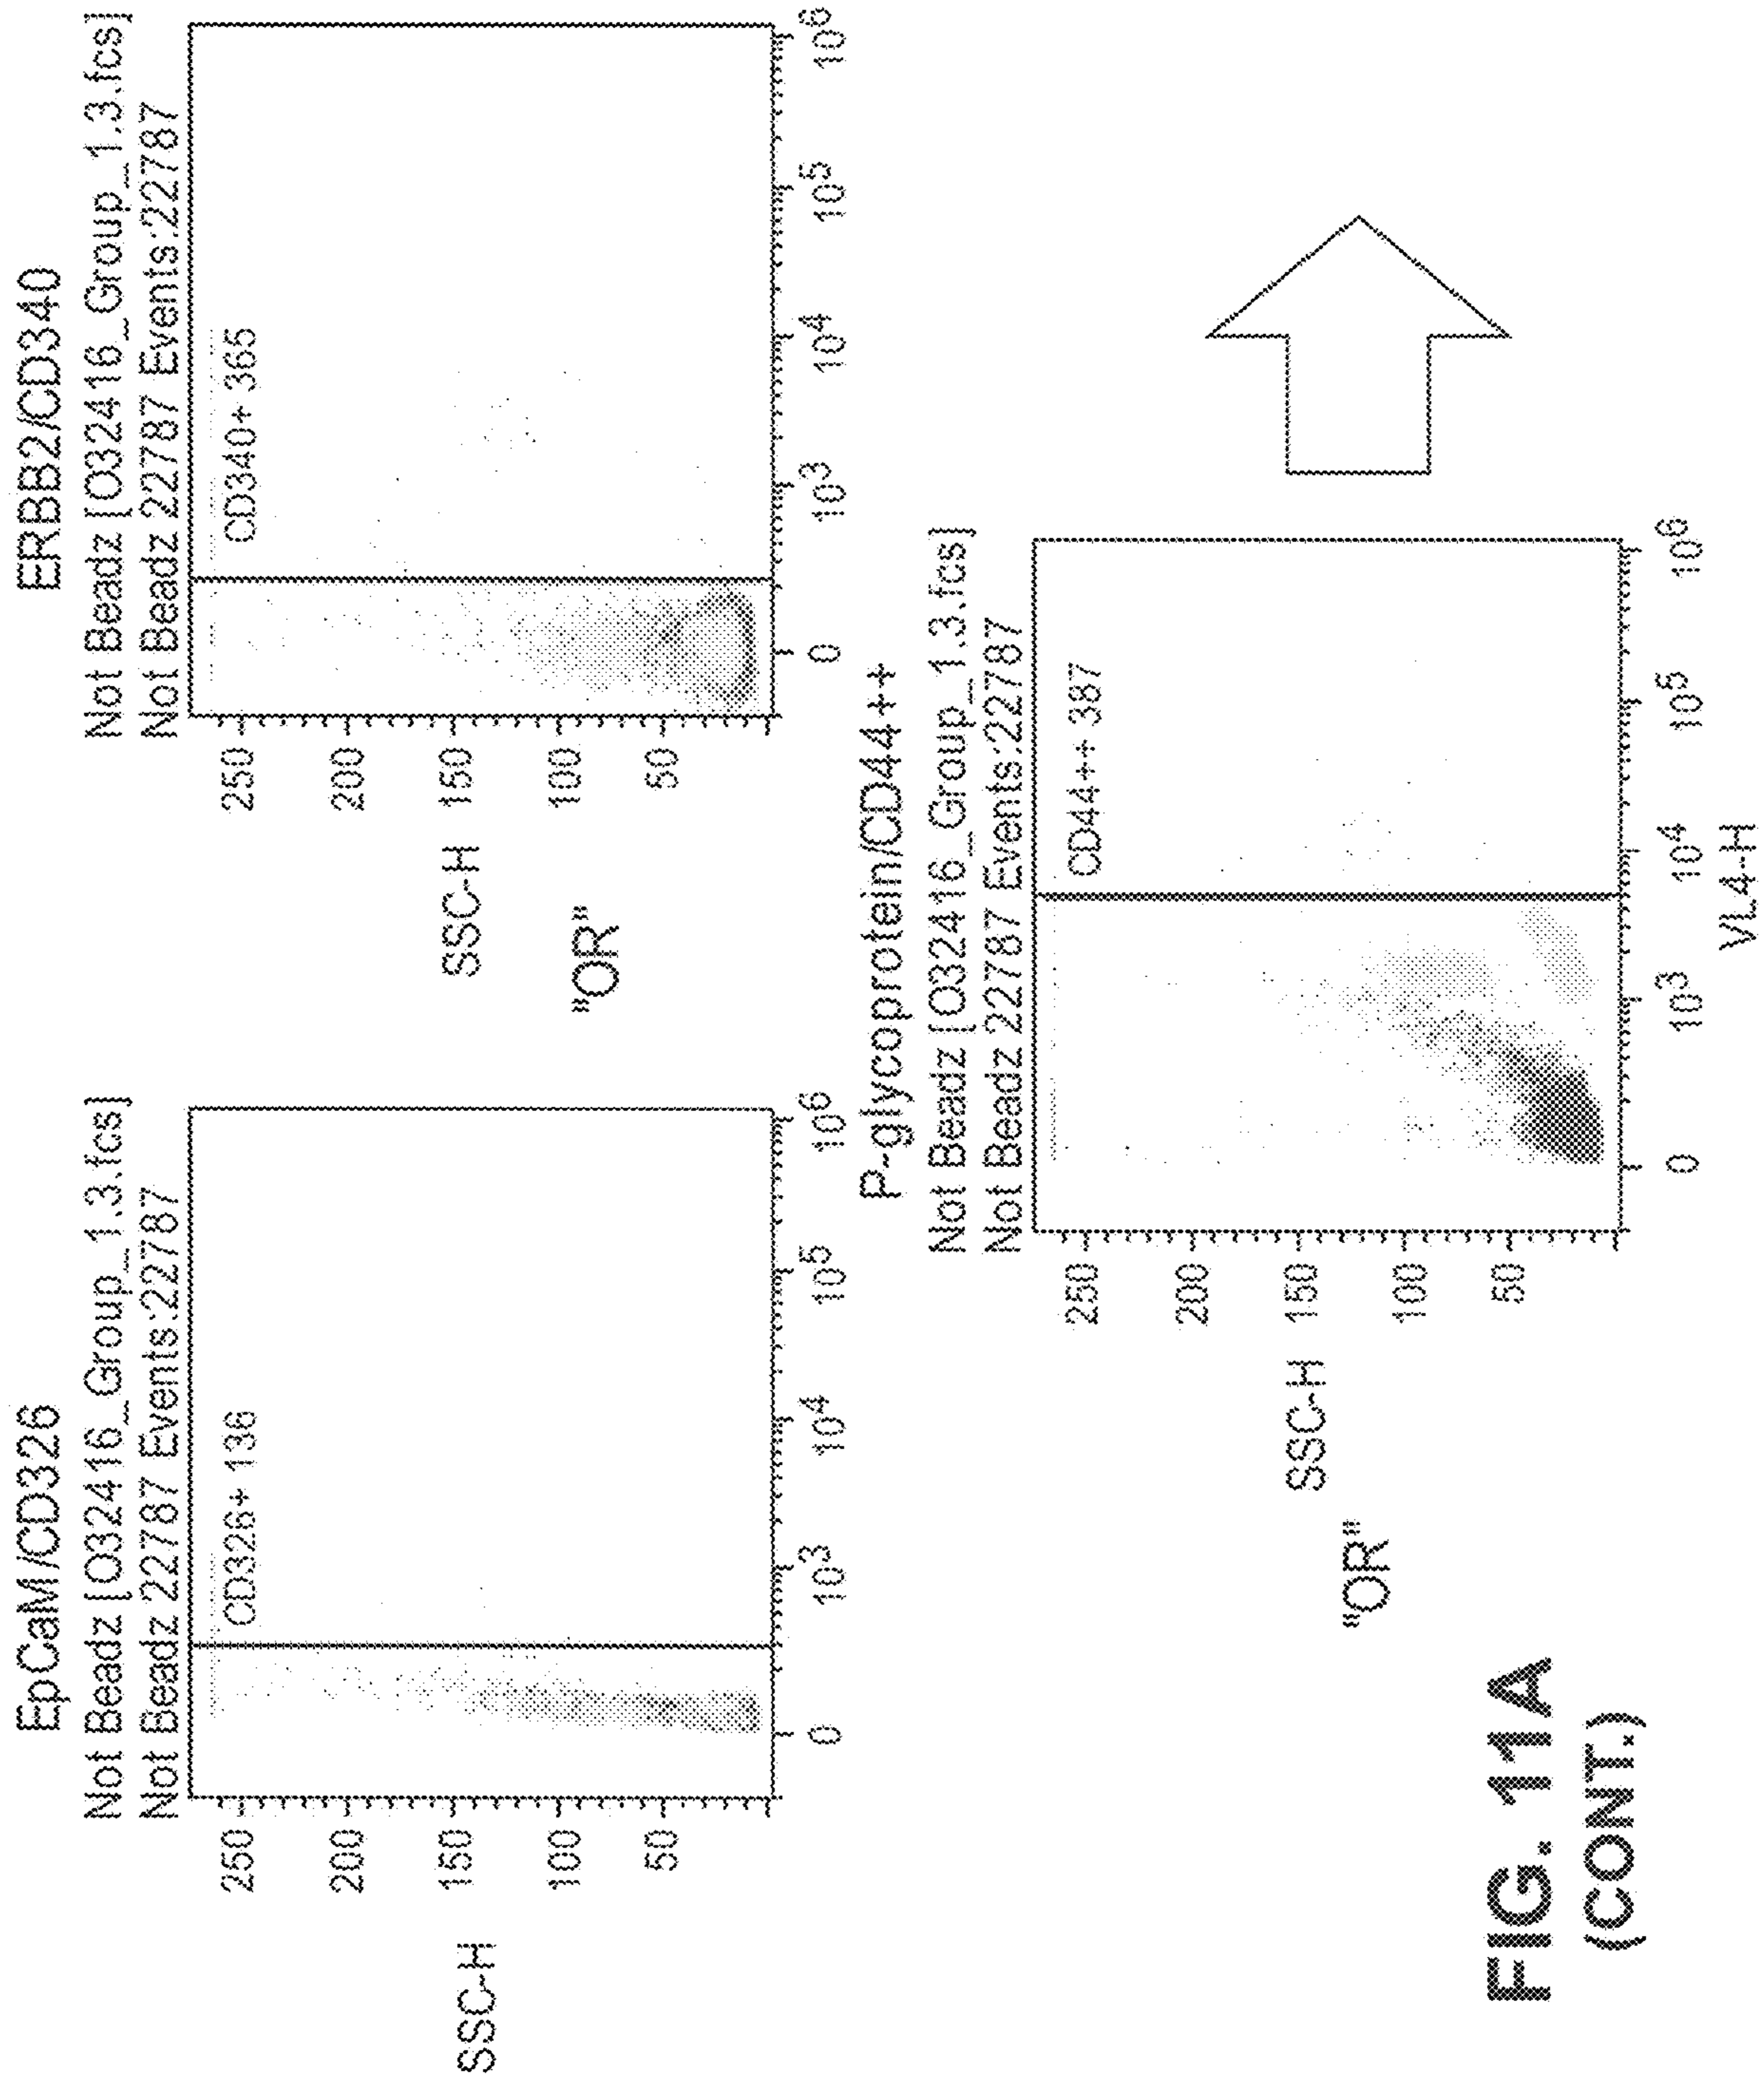 EpCaM/CD326
Not Beadz [O32416_Group_1.3.fcs]
Not Beadz 22787 Events:22787
CD326+ 136
SSC-H
250
200
150
100
50
0
10³
10⁴
10⁵
10⁶
"OR"
ERBB2/CD340
Not Beadz [O32416_Group_1.3.fcs]
Not Beadz 22787 Events:22787
CD340+ 365
SSC-H
250
200
150
100
50
0
10³
10⁴
10⁵
10⁶
"OR"
P-glycoprotein/CD44++
Not Beadz [O32416_Group_1.3.fcs]
Not Beadz 22787 Events:22787
CD44++ 387
SSC-H
250
200
150
100
50
0
10³
10⁴
10⁵
10⁶
VL4-H
FIG. 11A
(CONT.)